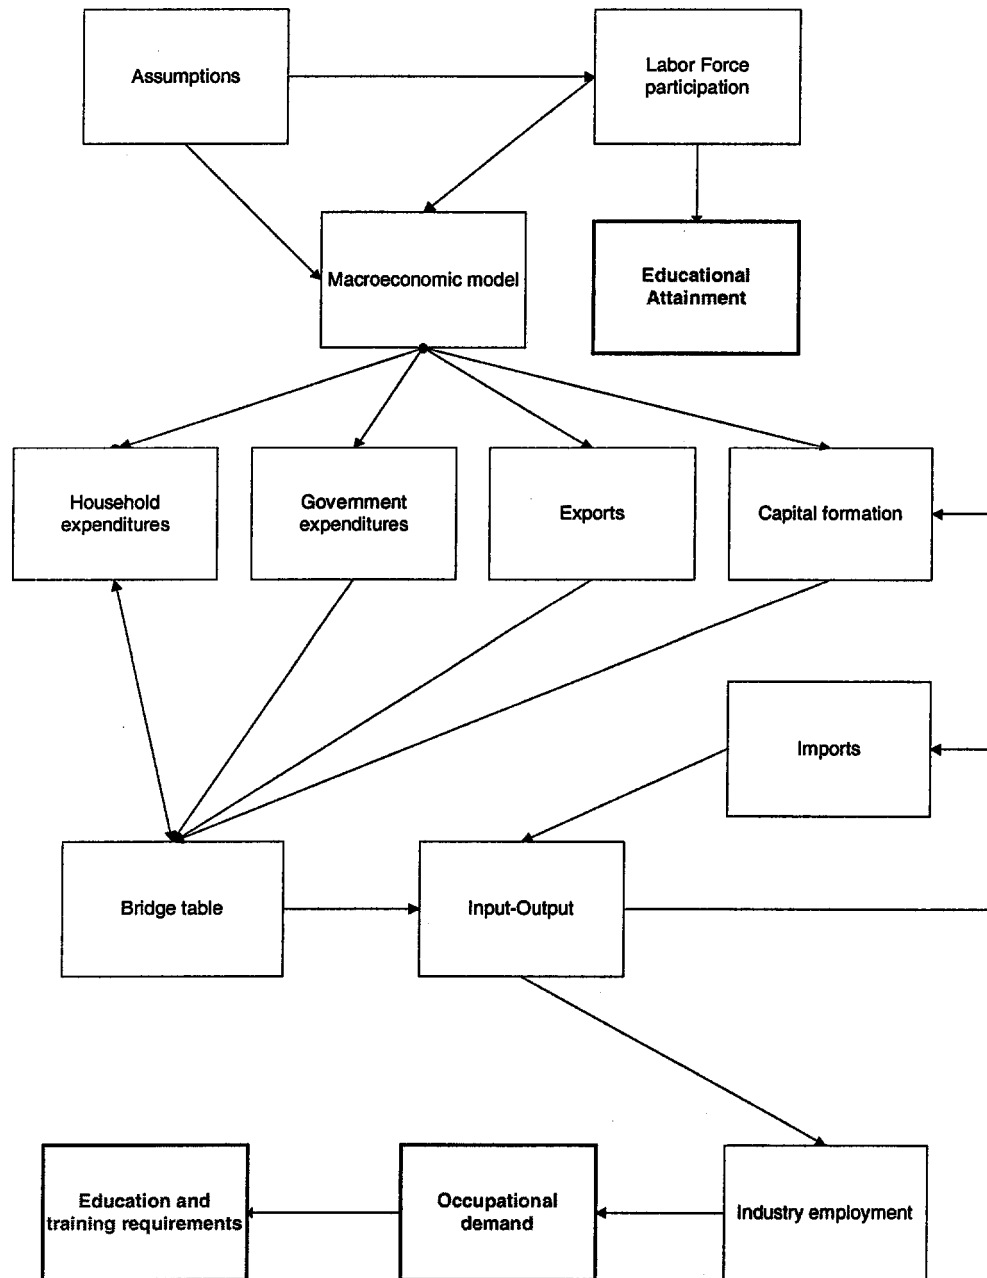 Assumptions
Labor Force
participation
Macroeconomic model
Educational
Attainment
Household
expenditures
Government
expenditures
Exports
Capital formation
Imports
Bridge table
Input-Output
Education and
training requirements
Occupational
demand
Industry employment